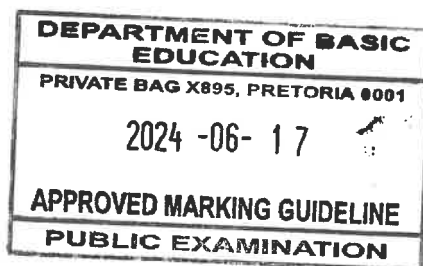 DEPARTMENT OF BASIC
EDUCATION
PRIVATE BAG X895, PRETORIA 0001
2024 -06- 17
APPROVED MARKING GUIDELINE
PUBLIC EXAMINATION